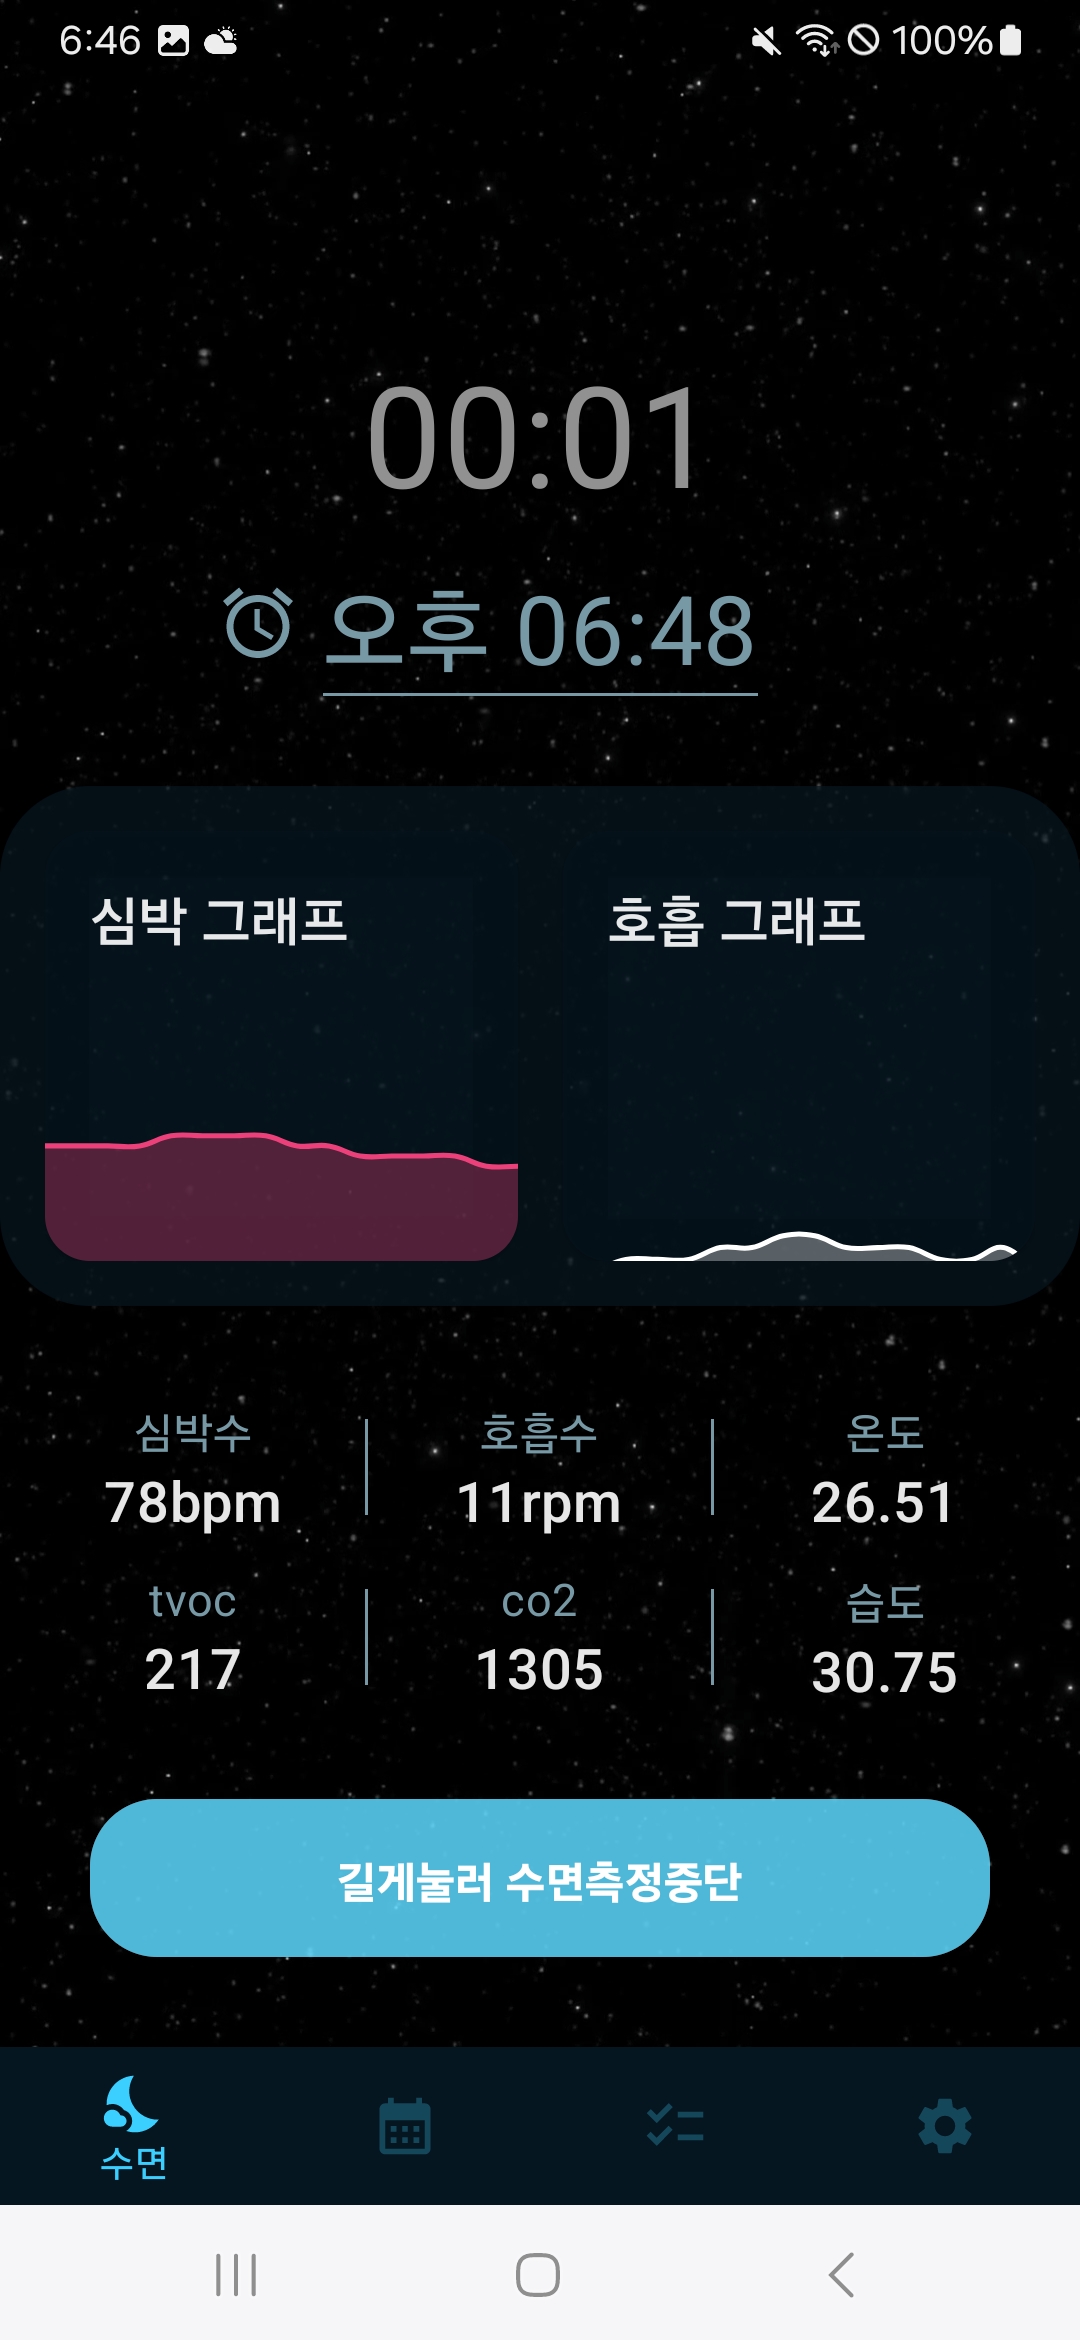 6:46 100%
00:01
오후 06:48
심박 그래프 호흡 그래프
심박수 호흡수 온도
78bpm 11rpm 26.51
tvoc co2 습도
217 1305 30.75
길게눌러 수면측정중단
수면